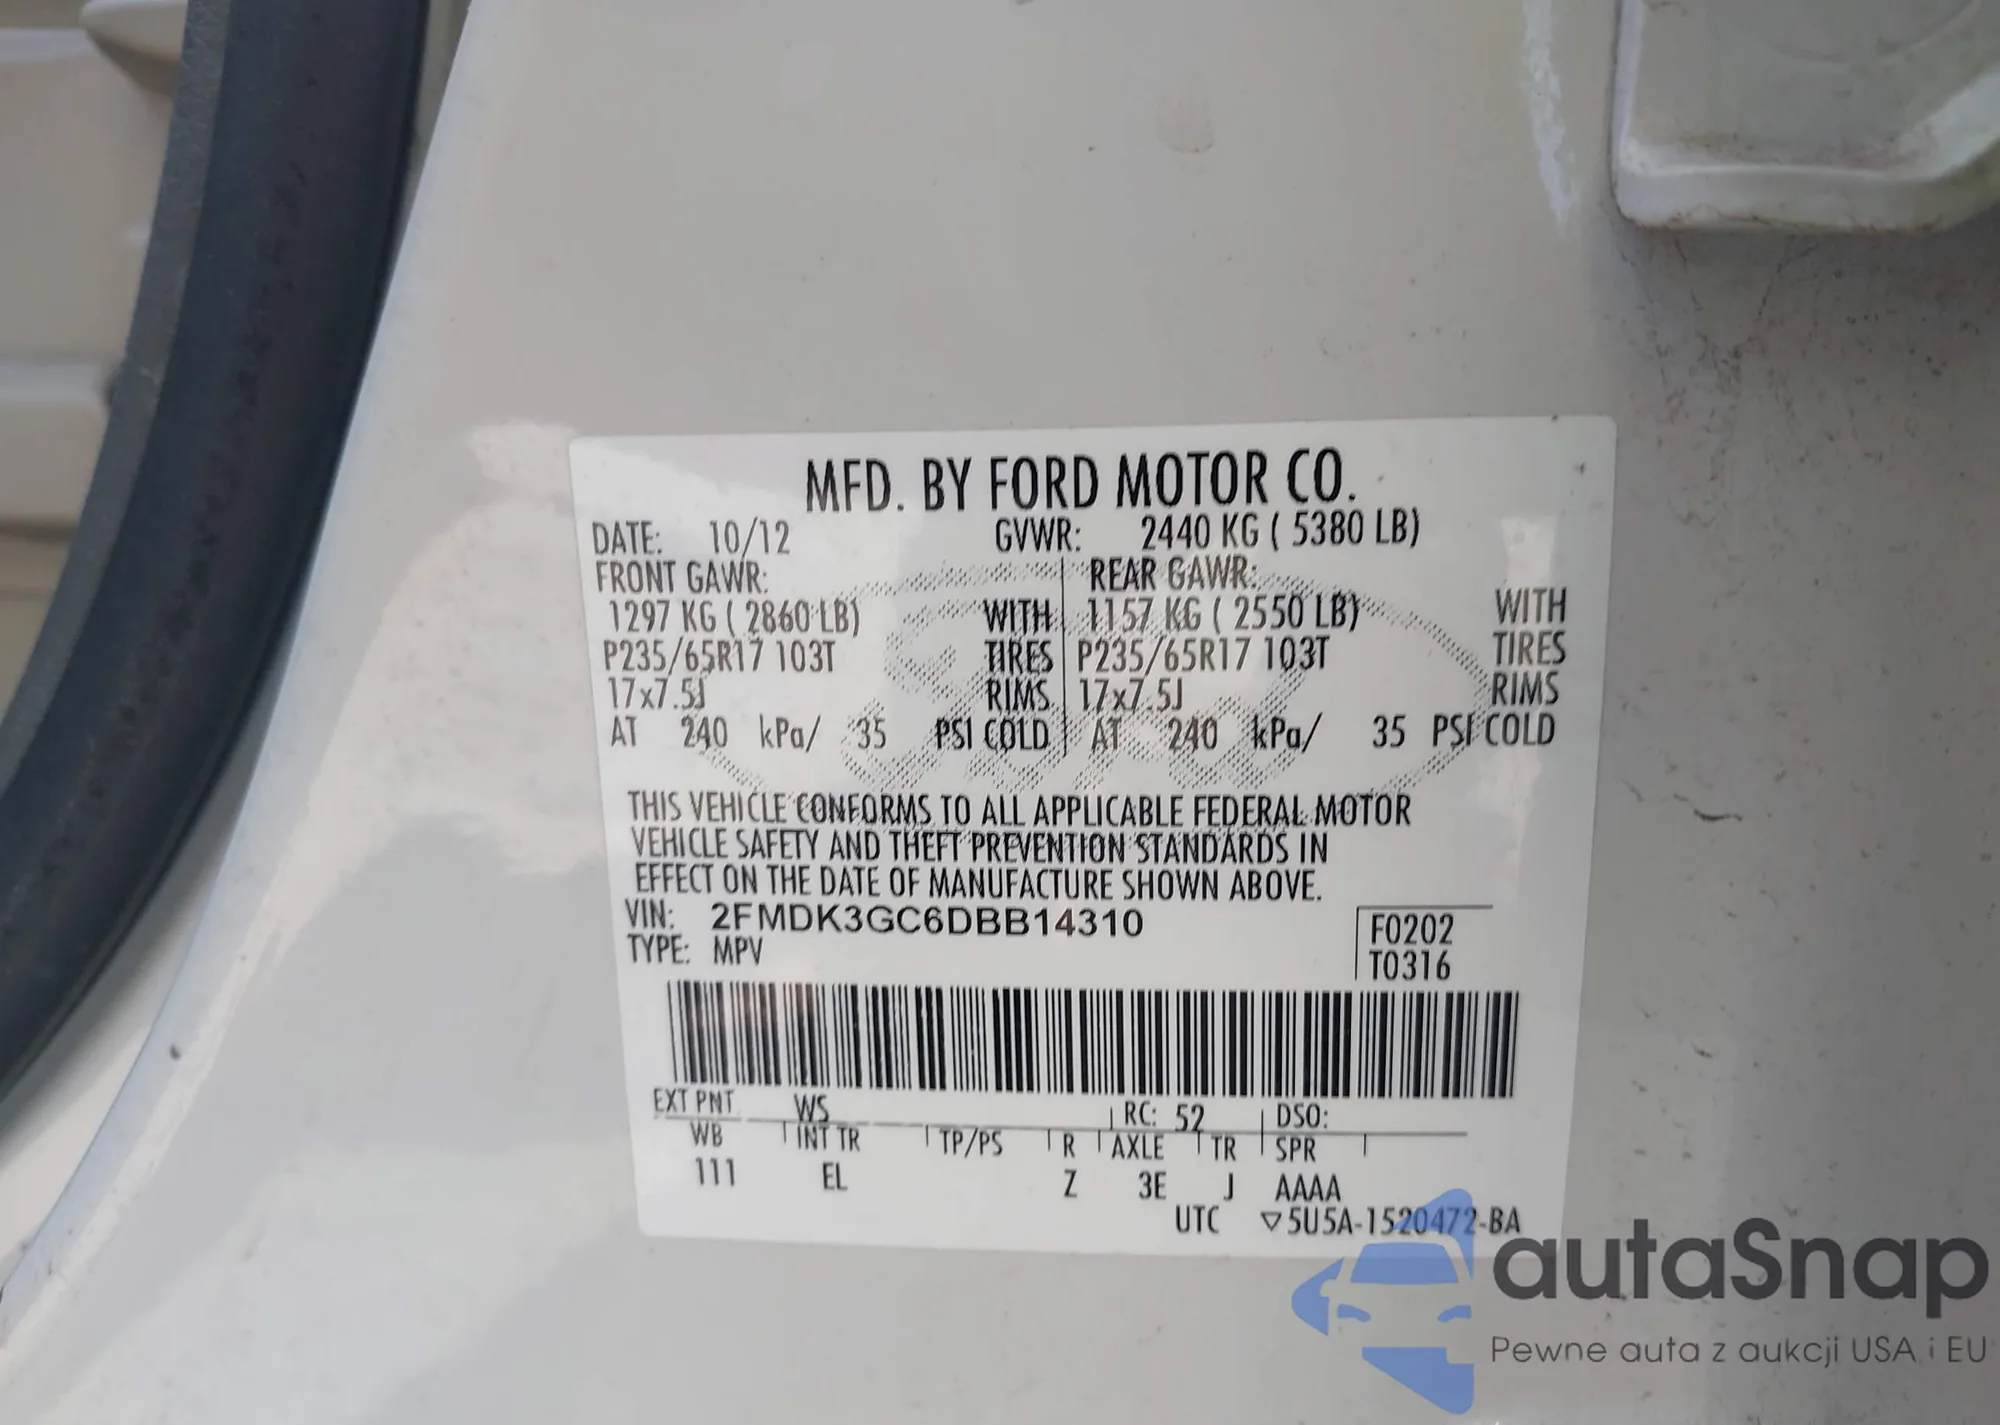 MFD. BY FORD MOTOR CO.
DATE: 10/12 GVWR: 2440 KG ( 5380 LB)
FRONT GAWR: REAR GAWR:
1297 KG ( 2860 LB) WITH 1157 KG ( 2550 LB) WITH
P235/65R17 103T TIRES P235/65R17 103T TIRES
17x7.5J RIMS 17x7.5J RIMS
AT 240 kPa/ 35 PSI COLD AT 240 kPa/ 35 PSI COLD
THIS VEHICLE CONFORMS TO ALL APPLICABLE FEDERAL MOTOR
VEHICLE SAFETY AND THEFT PREVENTION STANDARDS IN
EFFECT ON THE DATE OF MANUFACTURE SHOWN ABOVE.
VIN: 2FMDK3GC6DBB14310 F0202
TYPE: MPV T0316
EXT PNT WS RC: 52 DSO:
WB INT TR TP/PS R AXLE TR SPR
111 EL Z 3E J AAAA
UTC ▽5U5A-1520472-BA
autaSnap
Pewne auta z aukcji USA i EU